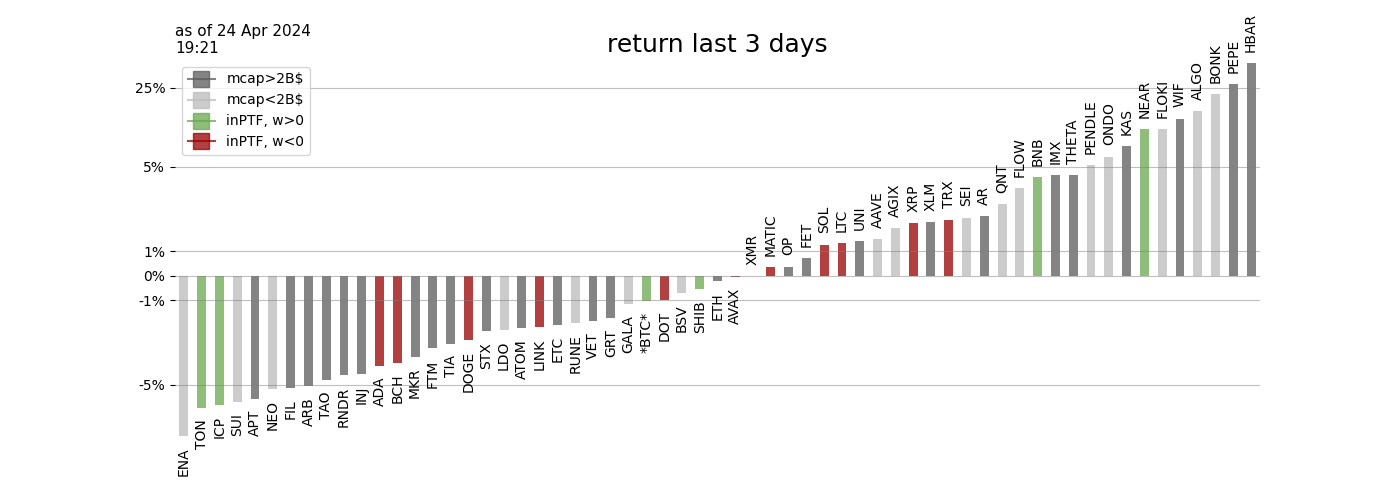 as of 24 Apr 2024
19:21
return last 3 days
mcap>2B$
mcap<2B$
inPTF, w>0
inPTF, w<0
25%
5%
1%
0%
-1%
-5%
ENA
TON
ICP
SUI
APT
NEO
FIL
ARB
TAO
RNDR
INJ
ADA
BCH
MKR
FTM
TIA
DOGE
STX
LDO
ATOM
LINK
ETC
RUNE
VET
GRT
GALA
*BTC*
DOT
BSV
SHIB
ETH
AVAX
XMR
MATIC
OP
FET
SOL
LTC
UNI
AAVE
AGIX
XRP
XLM
TRX
SEI
AR
QNT
FLOW
BNB
IMX
THETA
PENDLE
ONDO
KAS
NEAR
FLOKI
WIF
ALGO
BONK
PEPE
HBAR